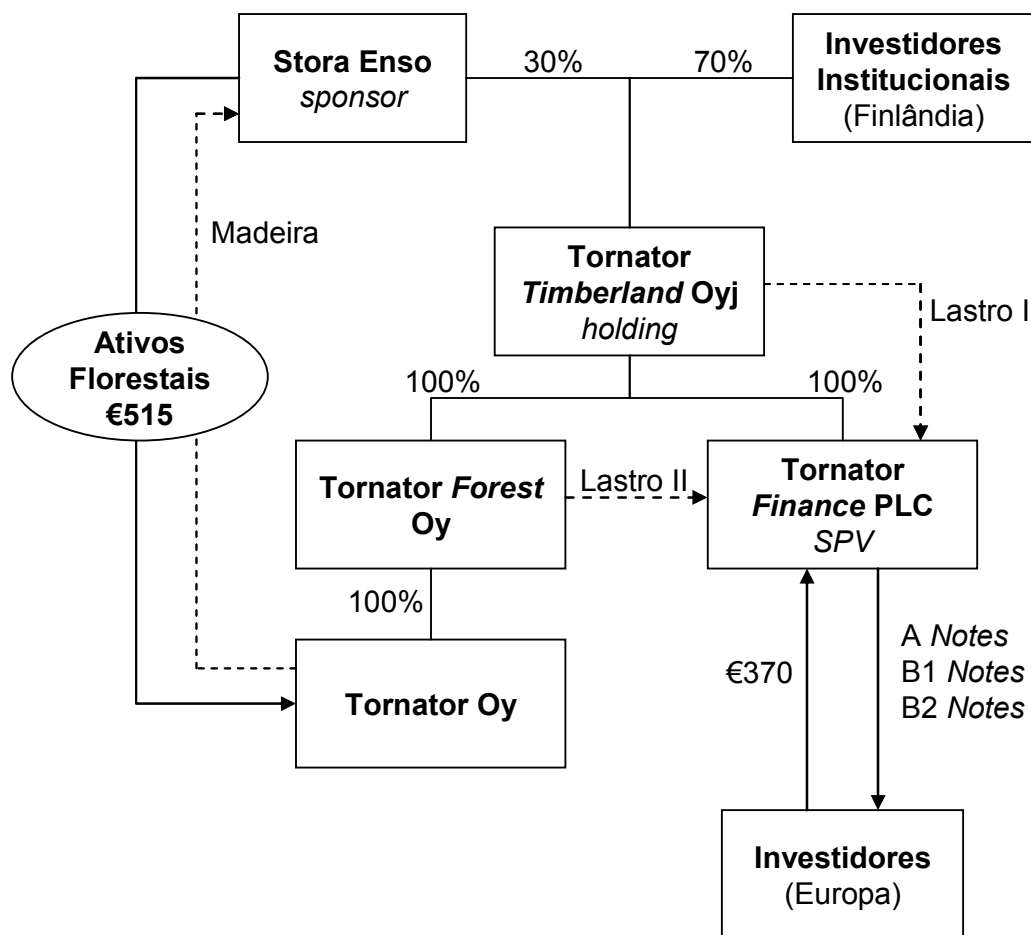 Stora Enso
sponsor
30%
70%
Investidores
Institucionais
(Finlândia)
Madeira
Tornator
Timberland Oyj
holding
Lastro I
Ativos
Florestais
€515
100%
100%
Tornator Forest
Oy
Lastro II
Tornator
Finance PLC
SPV
100%
Tornator Oy
€370
A Notes
B1 Notes
B2 Notes
Investidores
(Europa)